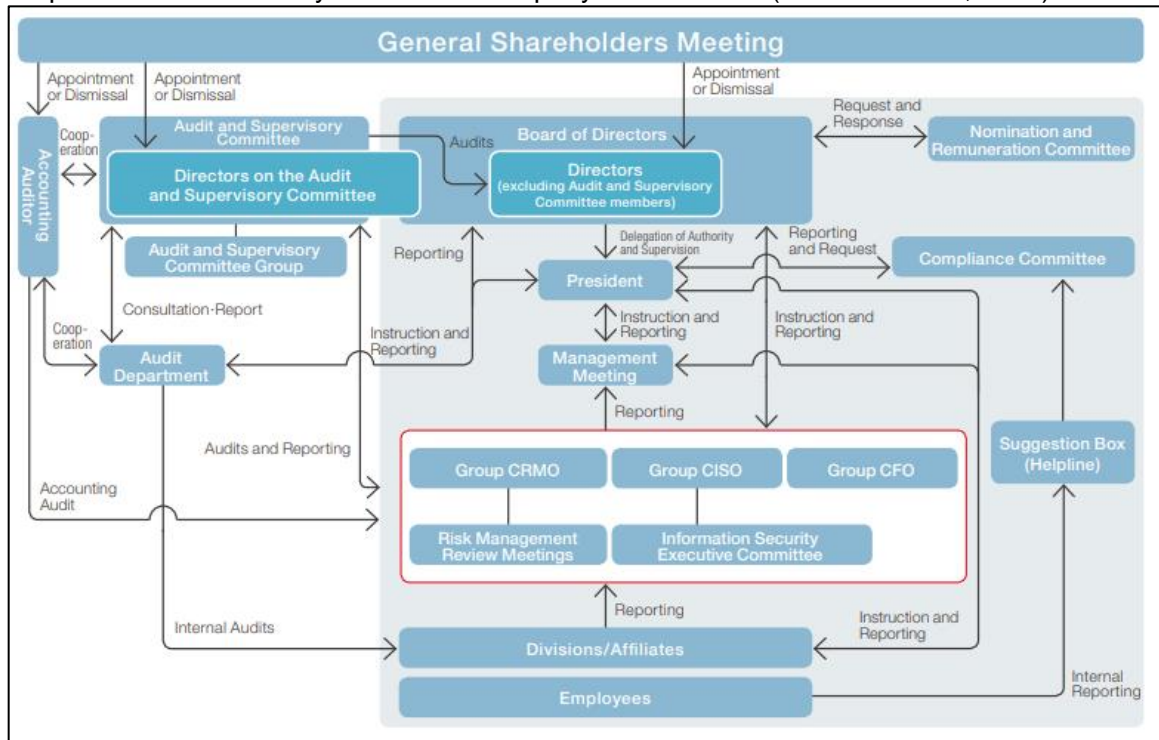 General Shareholders Meeting
Appointment
or Dismissal
Appointment
or Dismissal
Appointment
or Dismissal
Accounting
Auditor
Coop-
eration
Audit and Supervisory
Committee
Directors on the Audit
and Supervisory Committee
Audit and Supervisory
Committee Group
Audits
Board of Directors
Directors
(excluding Audit and Supervisory
Committee members)
Request and
Response
Nomination and
Remuneration Committee
Reporting
Delegation of Authority
and Supervision
Reporting
and Request
Compliance Committee
President
Consultation·Report
Coop-
eration
Audit
Department
Instruction and
Reporting
Instruction and
Reporting
Instruction and
Reporting
Management
Meeting
Reporting
Audits and Reporting
Accounting
Audit
Group CRMO
Group CISO
Group CFO
Risk Management
Review Meetings
Information Security
Executive Committee
Suggestion Box
(Helpline)
Reporting
Internal Audits
Instruction and
Reporting
Divisions/Affiliates
Employees
Internal
Reporting